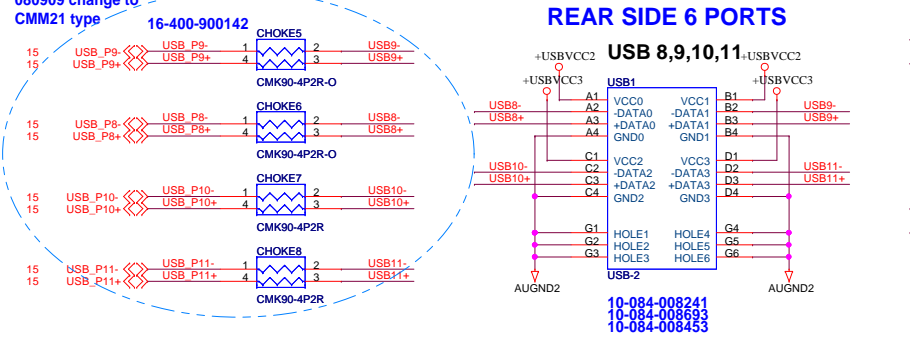 080909 change to
CMM21 type
16-400-900142
CHOKE5
15 USB_P9- USB_P9- 1 2 USB9-
15 USB_P9+ USB_P9+ 4 3 USB9+
CMK90-4P2R-O
CHOKE6
15 USB_P8- USB_P8- 1 2 USB8-
15 USB_P8+ USB_P8+ 4 3 USB8+
CMK90-4P2R-O
CHOKE7
15 USB_P10- USB_P10- 1 2 USB10-
15 USB_P10+ USB_P10+ 4 3 USB10+
CMK90-4P2R
CHOKE8
15 USB_P11- USB_P11- 1 2 USB11-
15 USB_P11+ USB_P11+ 4 3 USB11+
CMK90-4P2R
REAR SIDE 6 PORTS
USB 8,9,10,11
+USBVCC2 +USBVCC2
+USBVCC3 +USBVCC3
USB1
A1 VCC0 VCC1 B1
USB8- A2 -DATA0 -DATA1 B2 USB9-
USB8+ A3 +DATA0 +DATA1 B3 USB9+
A4 GND0 GND1 B4
C1 VCC2 VCC3 D1
USB10- C2 -DATA2 -DATA3 D2 USB11-
USB10+ C3 +DATA2 +DATA3 D3 USB11+
C4 GND2 GND3 D4
G1 HOLE1 HOLE4 G4
G2 HOLE2 HOLE5 G5
G3 HOLE3 HOLE6 G6
USB-2
AUGND2 AUGND2
10-084-008241
10-084-008693
10-084-008453